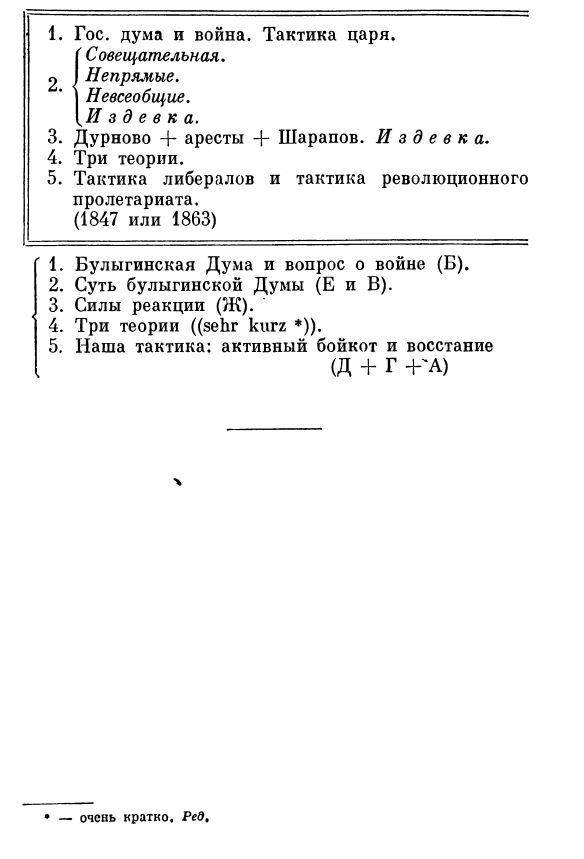 1. Гос. дума и война. Тактика царя.
2. Совещательная.
Непрямые.
Невсеобщие.
Издевка.
3. Дурново + аресты + Шарапов. Издевка.
4. Три теории.
5. Тактика либералов и тактика революционного
пролетариата.
(1847 или 1863)
1. Булыгинская Дума и вопрос о войне (Б).
2. Суть булыгинской Думы (Е и В).
3. Силы реакции (Ж).
4. Три теории ((sehr kurz *)).
5. Наша тактика: активный бойкот и восстание
(Д + Г + А)
* — очень кратко. Ред.